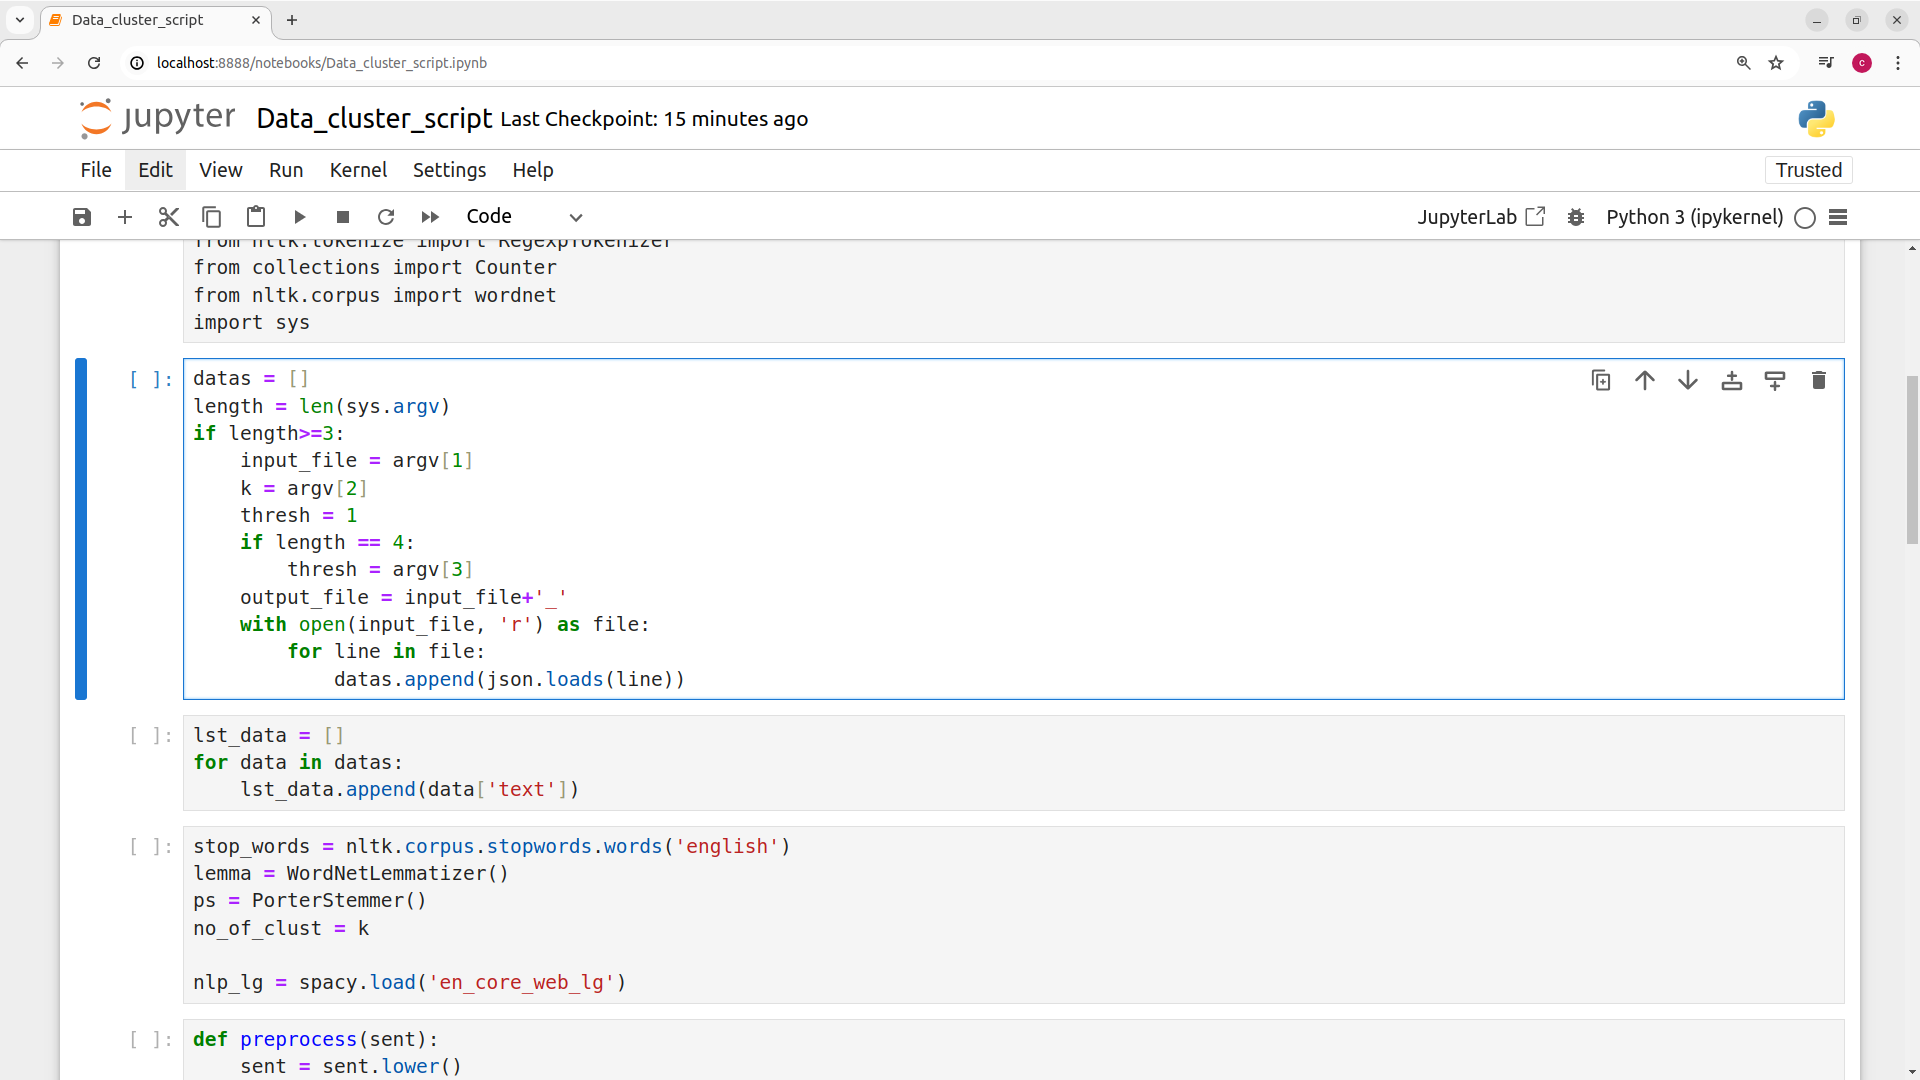 Data_cluster_script
localhost:8888/notebooks/Data_cluster_script.ipynb
c
jupyter Data_cluster_script Last Checkpoint: 15 minutes ago
File Edit View Run Kernel Settings Help Trusted
Code JupyterLab Python 3 (ipykernel)
from nltk.tokenize import RegexpTokenizer
from collections import Counter
from nltk.corpus import wordnet
import sys
[ ]: datas = []
length = len(sys.argv)
if length>=3:
    input_file = argv[1]
    k = argv[2]
    thresh = 1
    if length == 4:
        thresh = argv[3]
    output_file = input_file+'_'
    with open(input_file, 'r') as file:
        for line in file:
            datas.append(json.loads(line))
[ ]: lst_data = []
for data in datas:
    lst_data.append(data['text'])
[ ]: stop_words = nltk.corpus.stopwords.words('english')
lemma = WordNetLemmatizer()
ps = PorterStemmer()
no_of_clust = k
nlp_lg = spacy.load('en_core_web_lg')
[ ]: def preprocess(sent):
    sent = sent.lower()